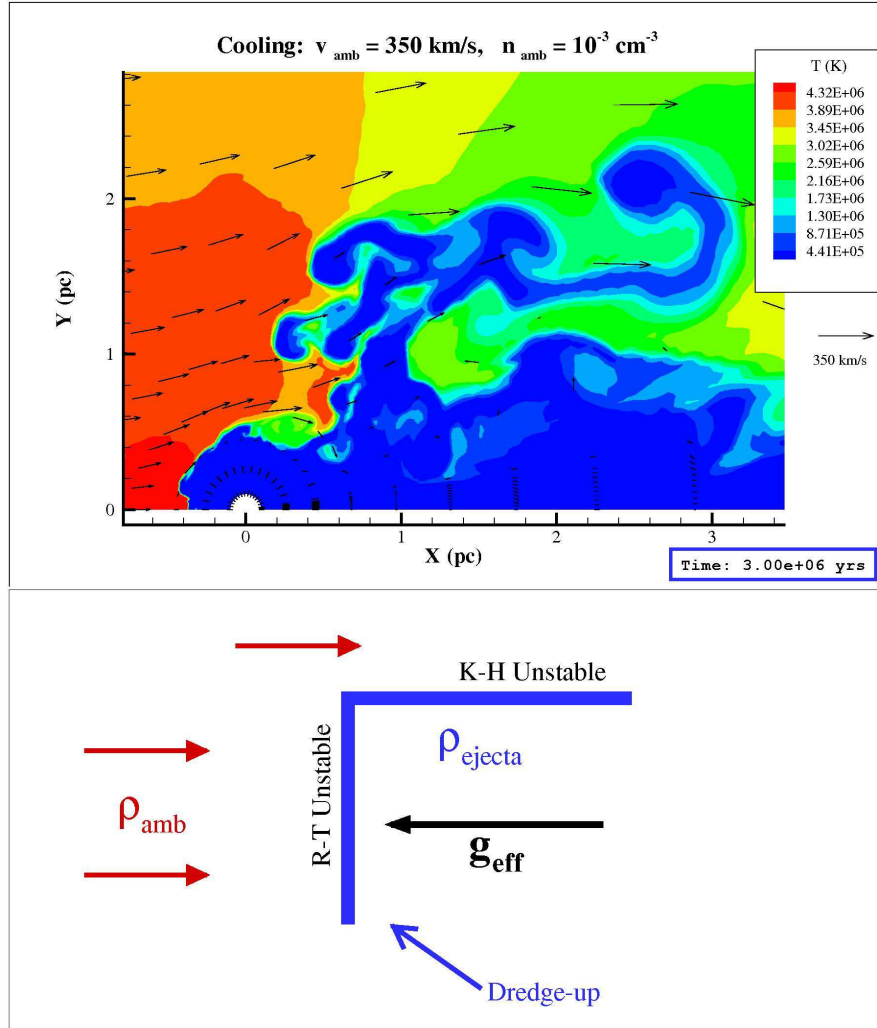 Cooling: v amb = 350 km/s, n amb = 10-3 cm-3
T (K)
4.32E+06
3.89E+06
3.45E+06
3.02E+06
2.59E+06
2.16E+06
1.73E+06
1.30E+06
8.71E+05
4.41E+05
2
1
0
Y (pc)
350 km/s
0 1 2 3
X (pc)
Time: 3.00e+06 yrs
K-H Unstable
R-T Unstable
ρejecta
ρamb
geff
Dredge-up